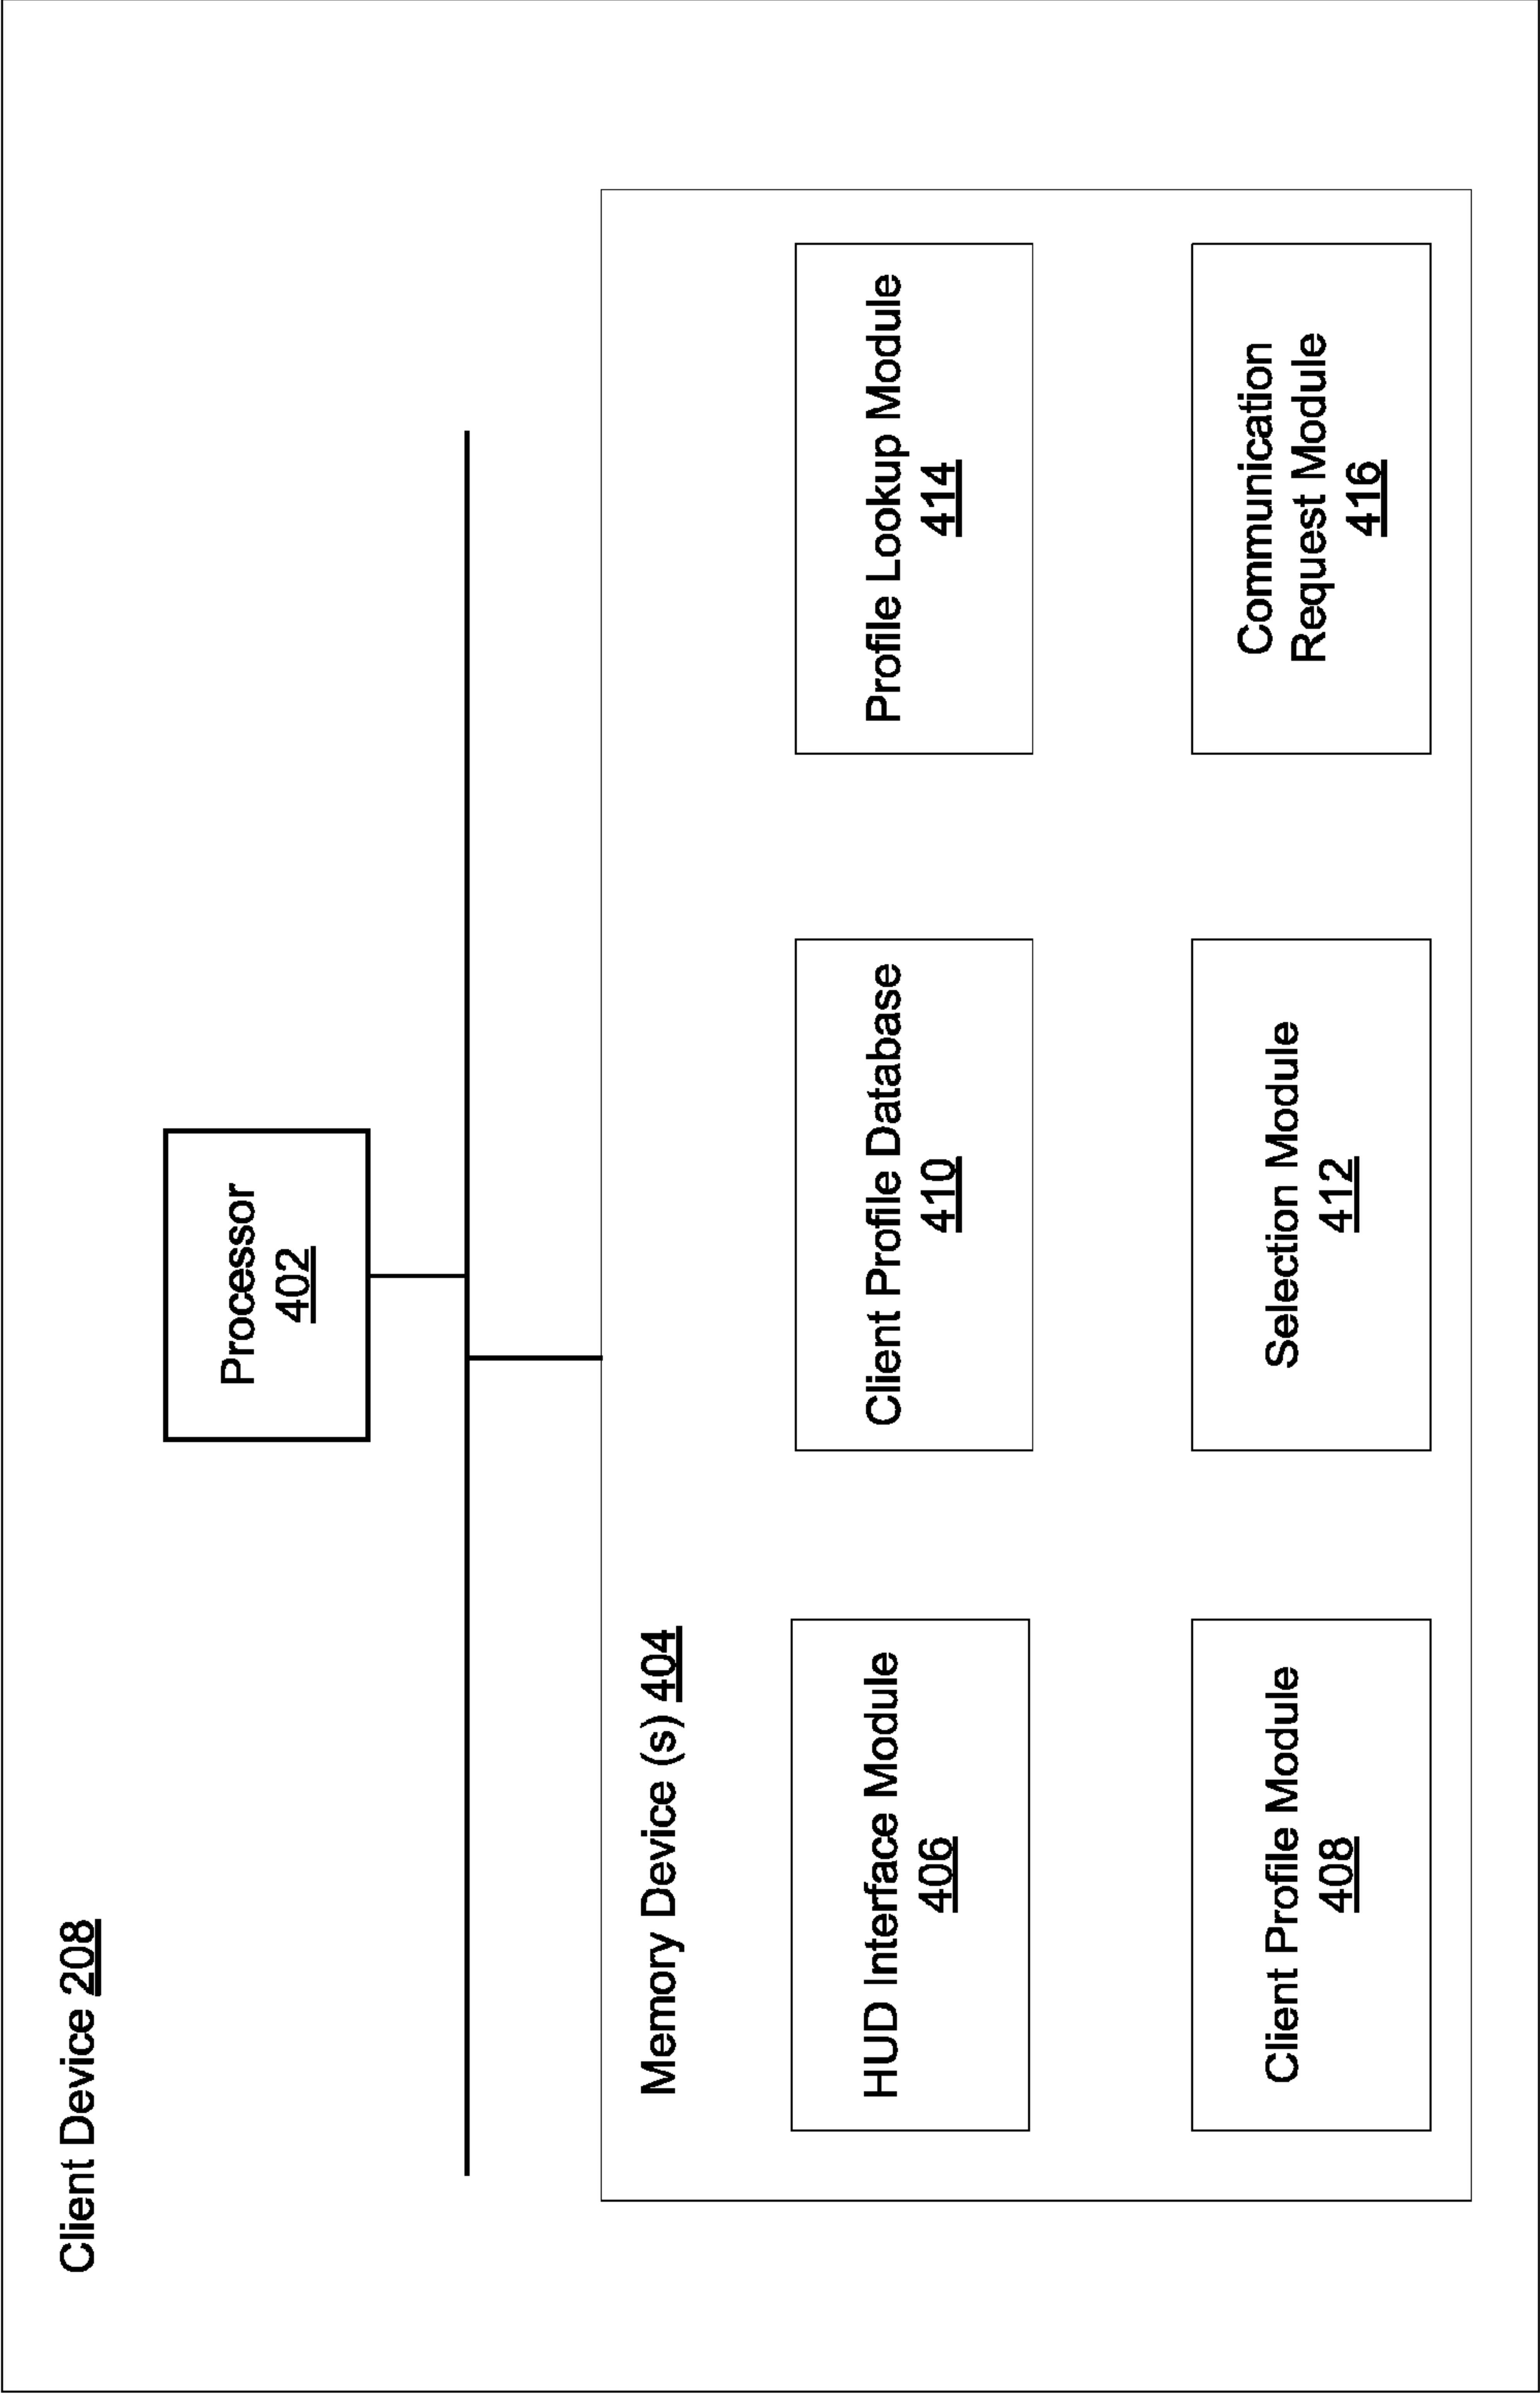 Client Device 208
Processor
402
Memory Device (s) 404
HUD Interface Module
406
Client Profile Database
410
Profile Lookup Module
414
Client Profile Module
408
Selection Module
412
Communication
Request Module
416